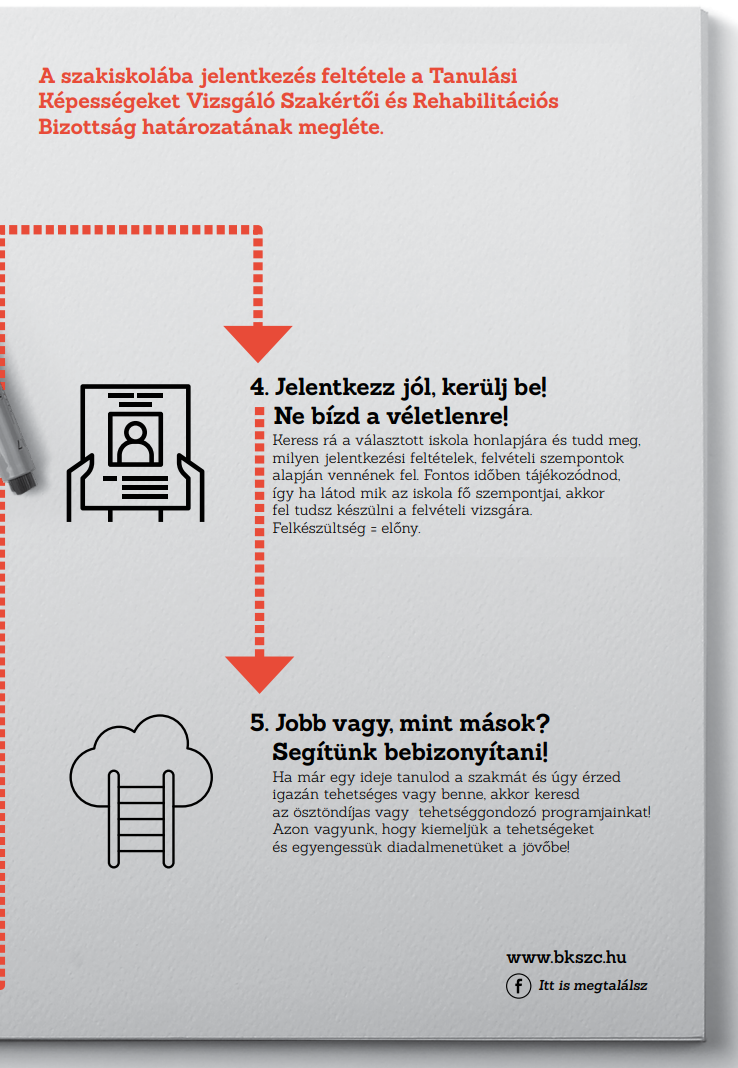 A szakiskolába jelentkezés feltétele a Tanulási
Képességeket Vizsgáló Szakértői és Rehabilitációs
Bizottság határozatának megléte.
4. Jelentkezz jól, kerülj be!
Ne bízd a véletlenre!
Keress rá a választott iskola honlapjára és tudd meg,
milyen jelentkezési feltételek, felvételi szempontok
alapján vennének fel. Fontos időben tájékozódnod,
így ha látod mik az iskola fő szempontjai, akkor
fel tudsz készülni a felvételi vizsgára.
Felkészültség = előny.
5. Jobb vagy, mint mások?
Segítünk bebizonyítani!
Ha már egy ideje tanulod a szakmát és úgy érzed
igazán tehetséges vagy benne, akkor keresd
az ösztöndíjas vagy  tehetséggondozó programjainkat!
Azon vagyunk, hogy kiemeljük a tehetségeket
és egyengessük diadalmenetüket a jövőbe!
www.bkszc.hu
f Itt is megtalálsz